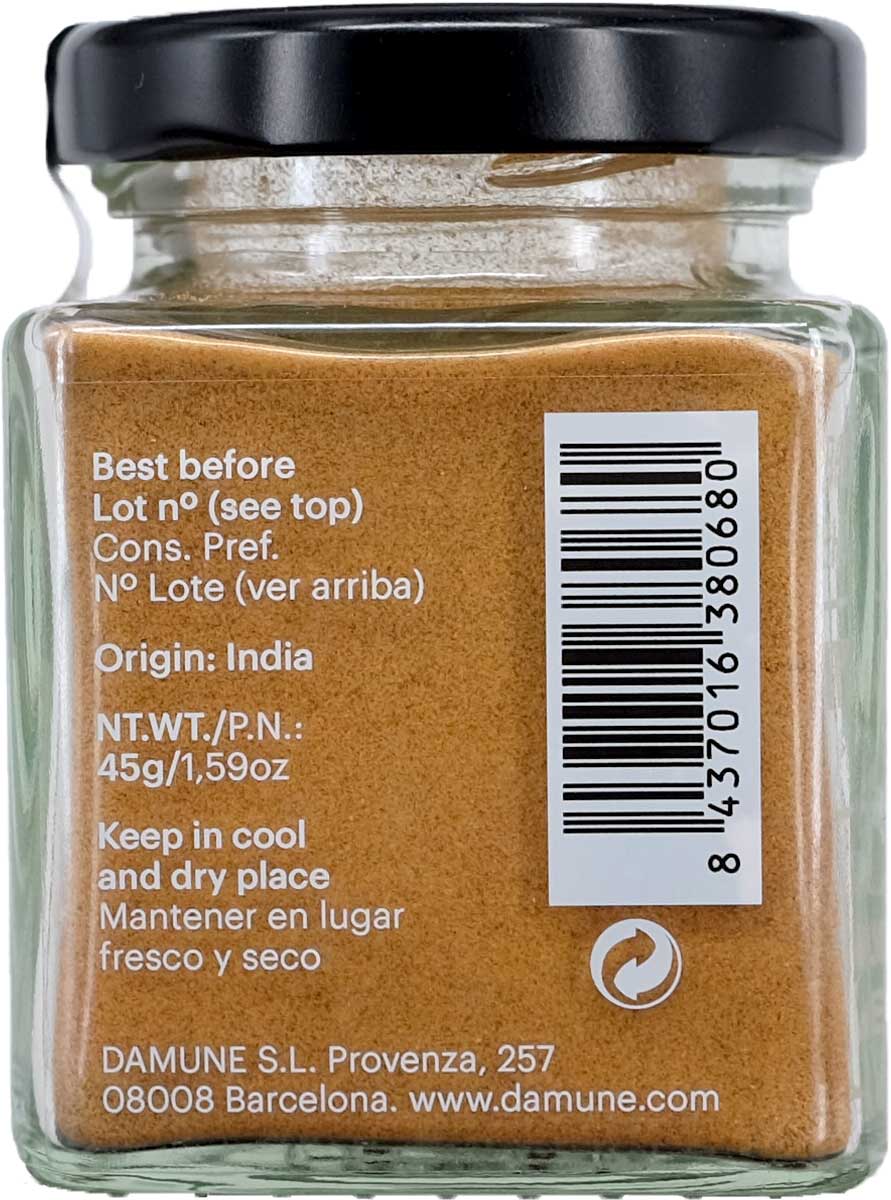 Best before
Lot nº (see top)
Cons. Pref.
Nº Lote (ver arriba)
Origin: India
NT.WT./P.N.:
45g/1,59oz
Keep in cool
and dry place
Mantener en lugar
fresco y seco
8 437016 380680
DAMUNE S.L. Provenza, 257
08008 Barcelona. www.damune.com